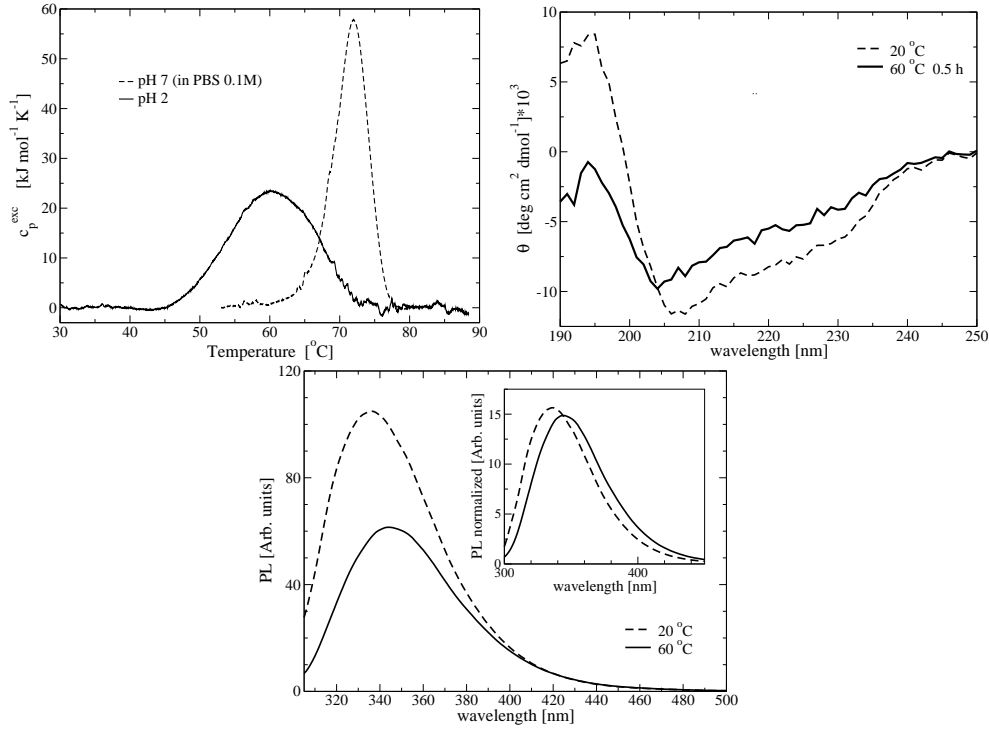 60
50
40
30
20
10
0
c_p^exc [kJ mol^-1 K^-1]
pH 7 (in PBS 0.1M)
pH 2
30 40 50 60 70 80 90
Temperature [°C]
10
5
0
-5
-10
θ [deg cm^2 dmol^-1]*10^3
20 °C
60 °C 0.5 h
190 200 210 220 230 240 250
wavelength [nm]
120
80
40
0
PL [Arb. units]
320 340 360 380 400 420 440 460 480 500
wavelength [nm]
20 °C
60 °C
15
10
5
0
PL normalized [Arb. units]
300 400
wavelength [nm]